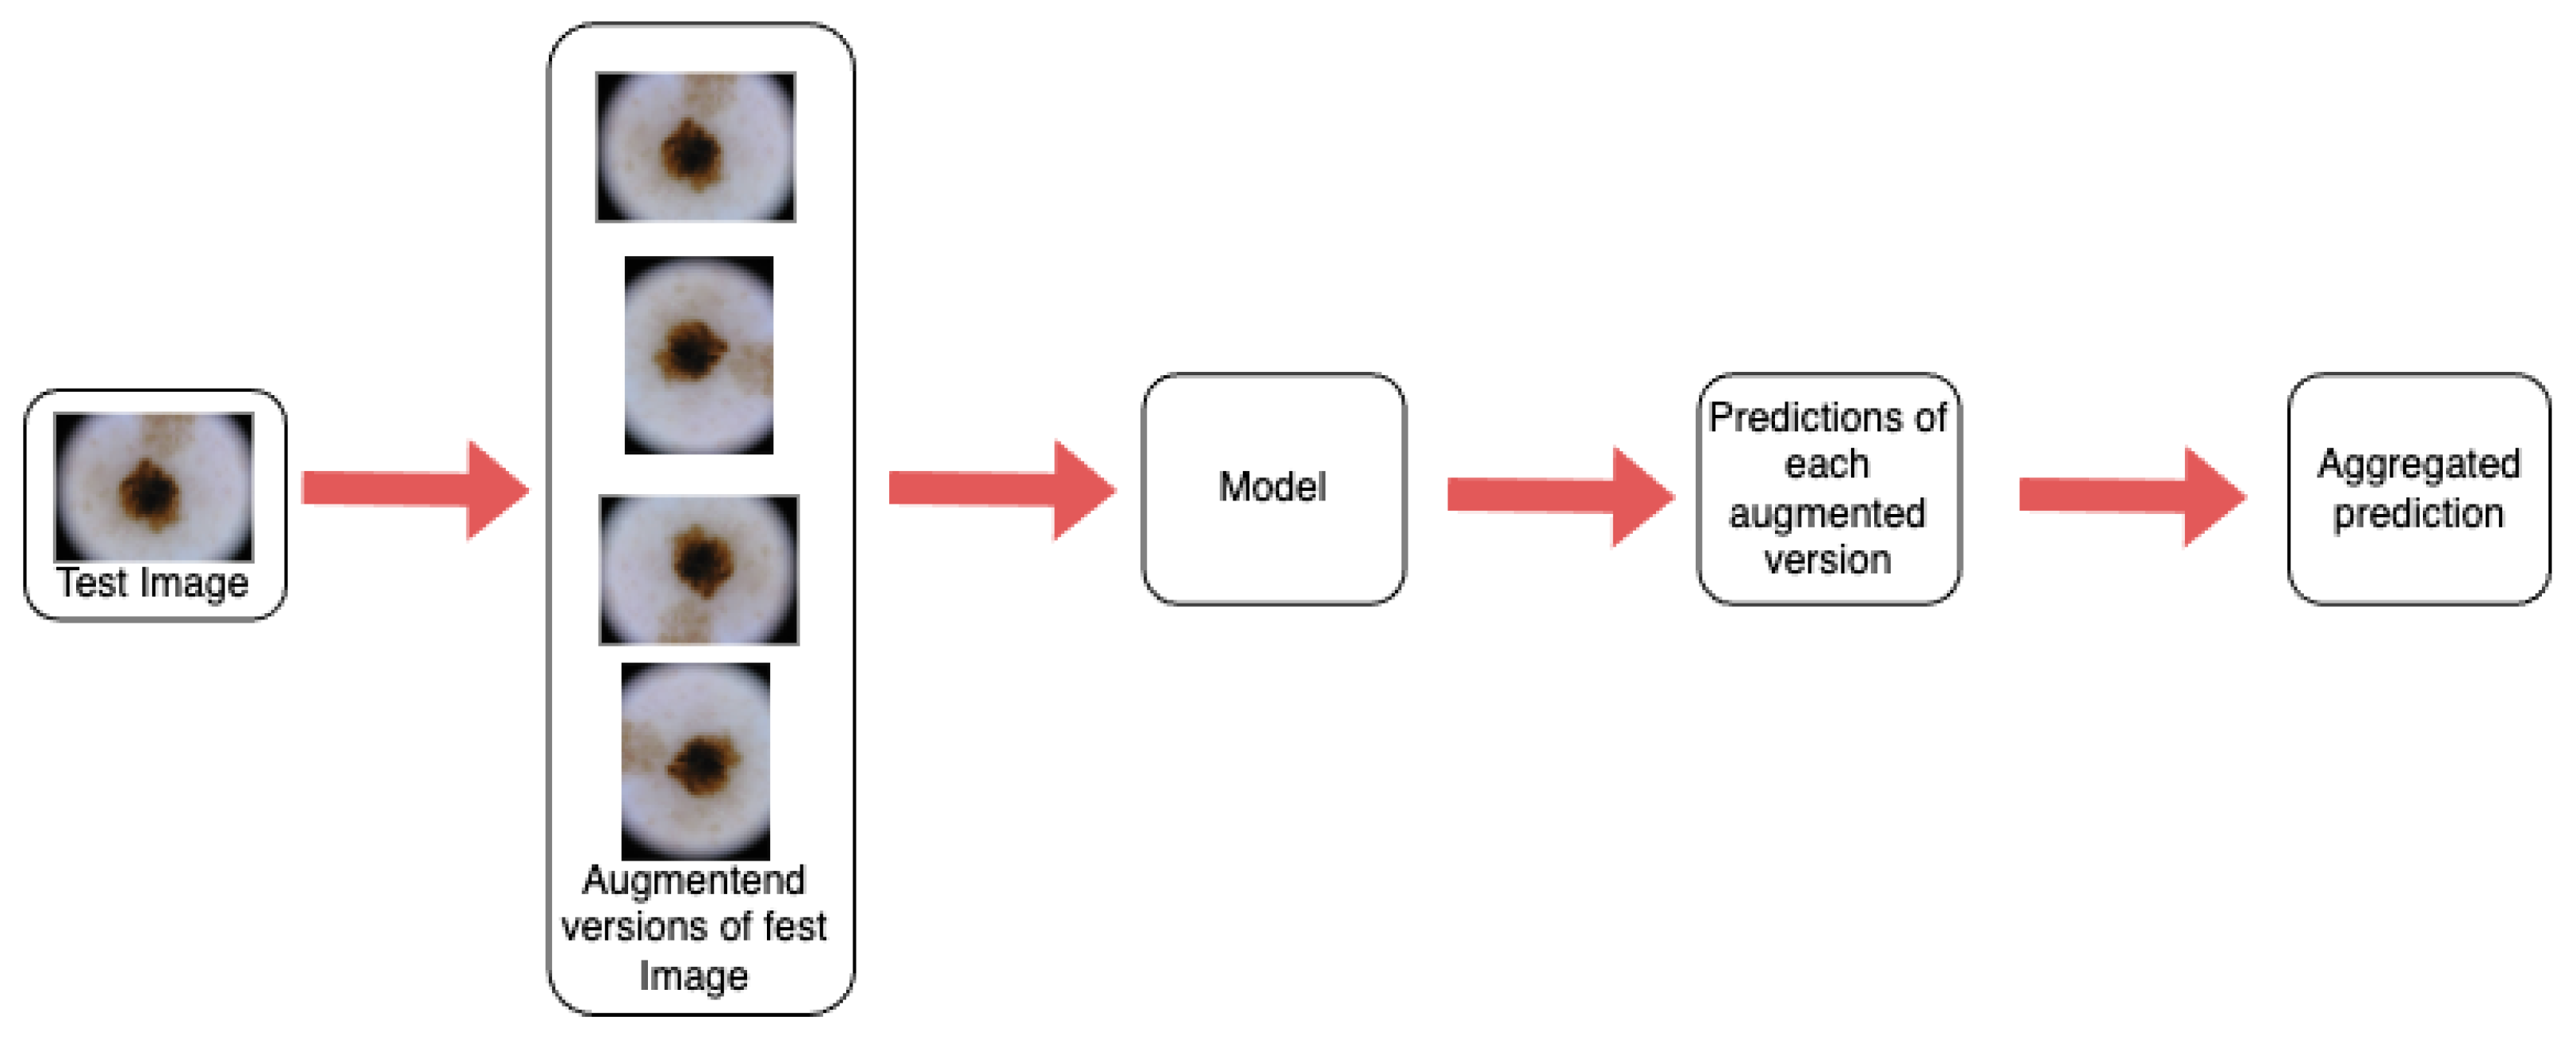 Test Image
Augmentend
versions of fest
Image
Model
Predictions of
each
augmented
version
Aggregated
prediction